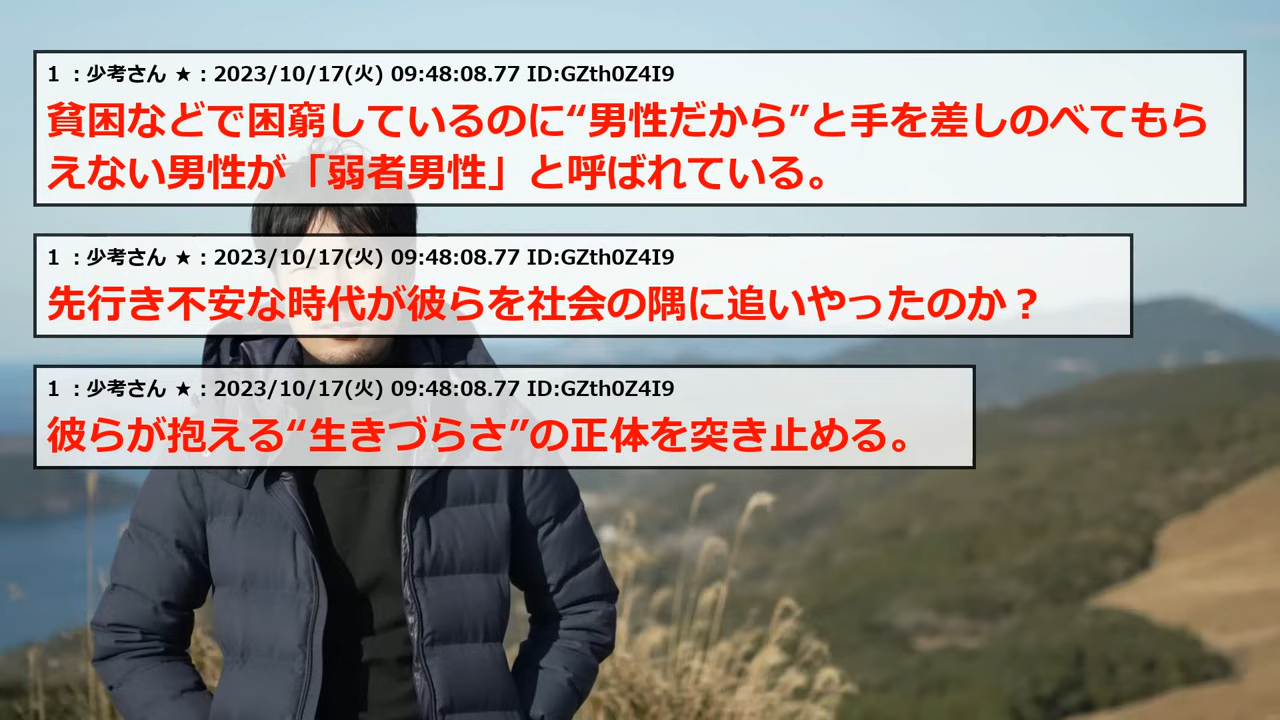 1 ：少考さん ★：2023/10/17(火) 09:48:08.77 ID:GZth0Z4I9
貧困などで困窮しているのに“男性だから”と手を差しのべてもら
えない男性が「弱者男性」と呼ばれている。
1 ：少考さん ★：2023/10/17(火) 09:48:08.77 ID:GZth0Z4I9
先行き不安な時代が彼らを社会の隅に追いやったのか？
1 ：少考さん ★：2023/10/17(火) 09:48:08.77 ID:GZth0Z4I9
彼らが抱える“生きづらさ”の正体を突き止める。